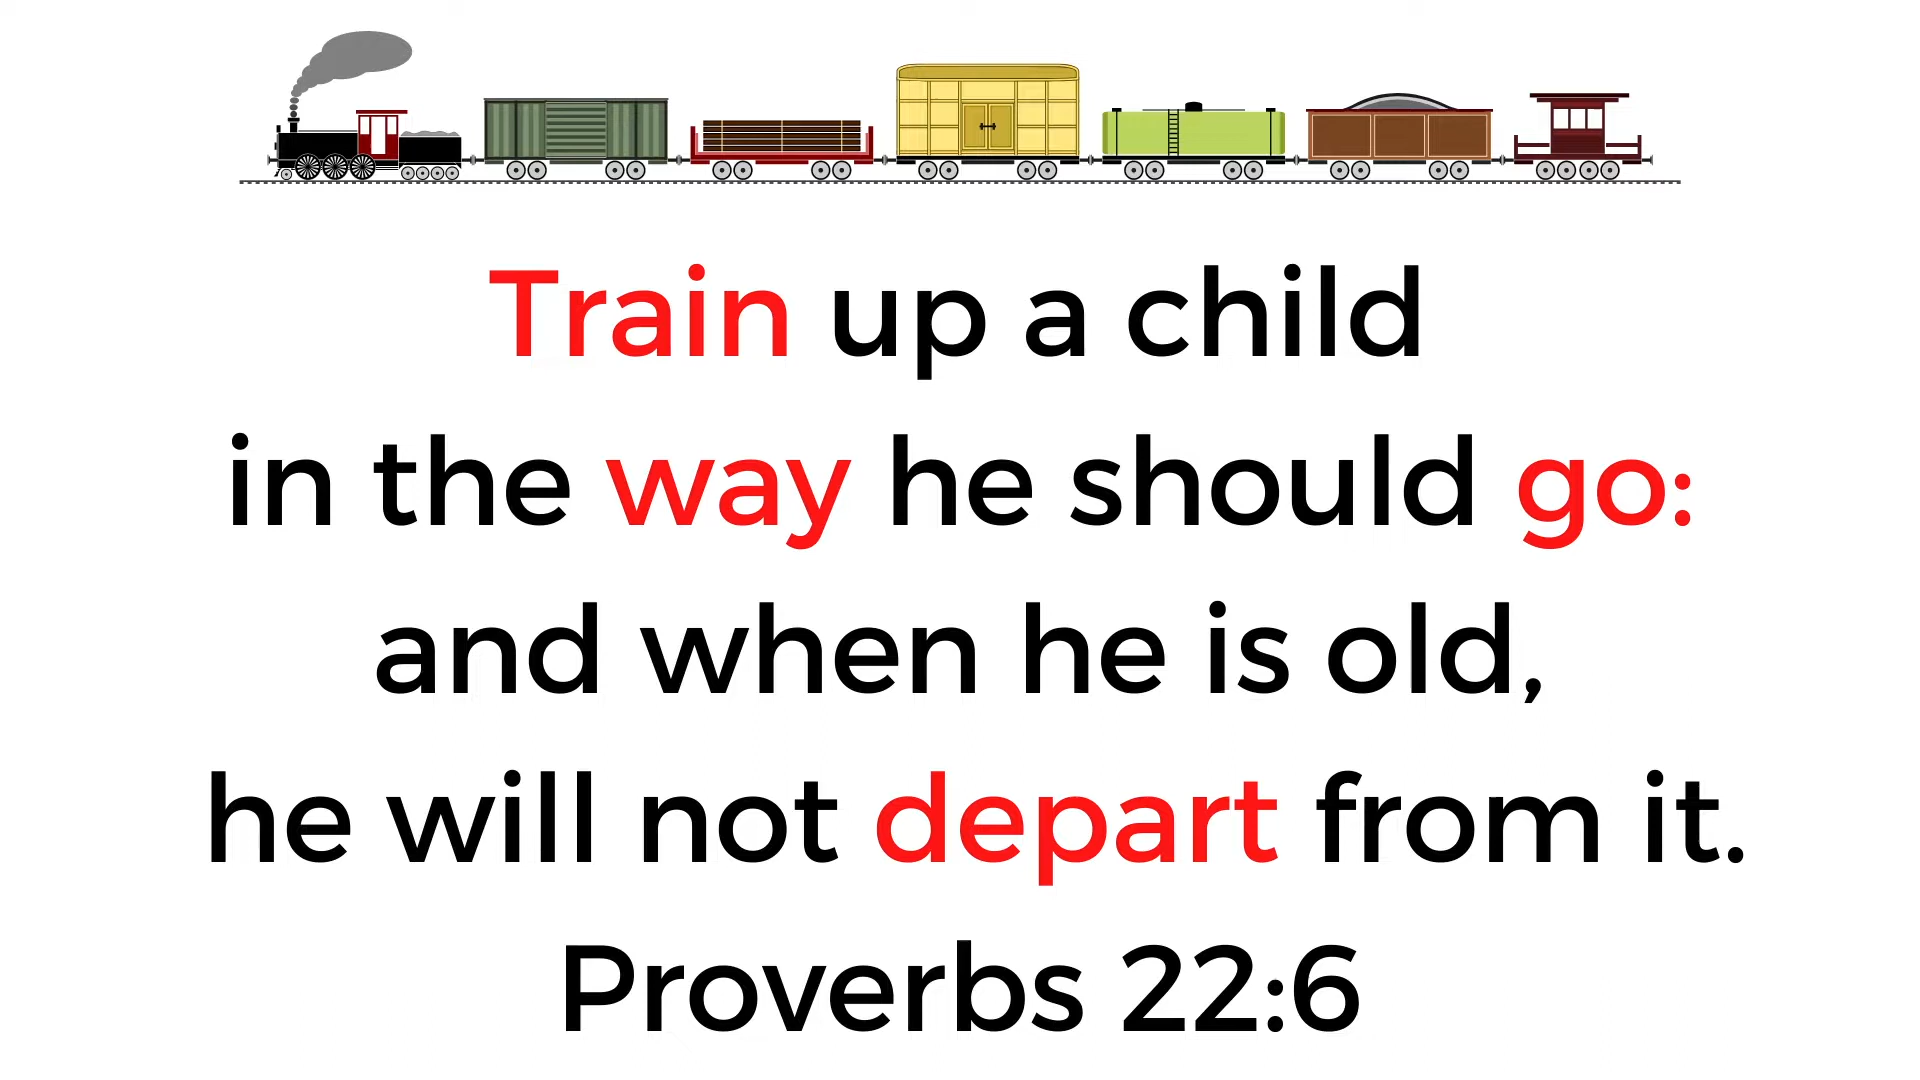 Train up a child
in the way he should go:
and when he is old,
he will not depart from it.
Proverbs 22:6